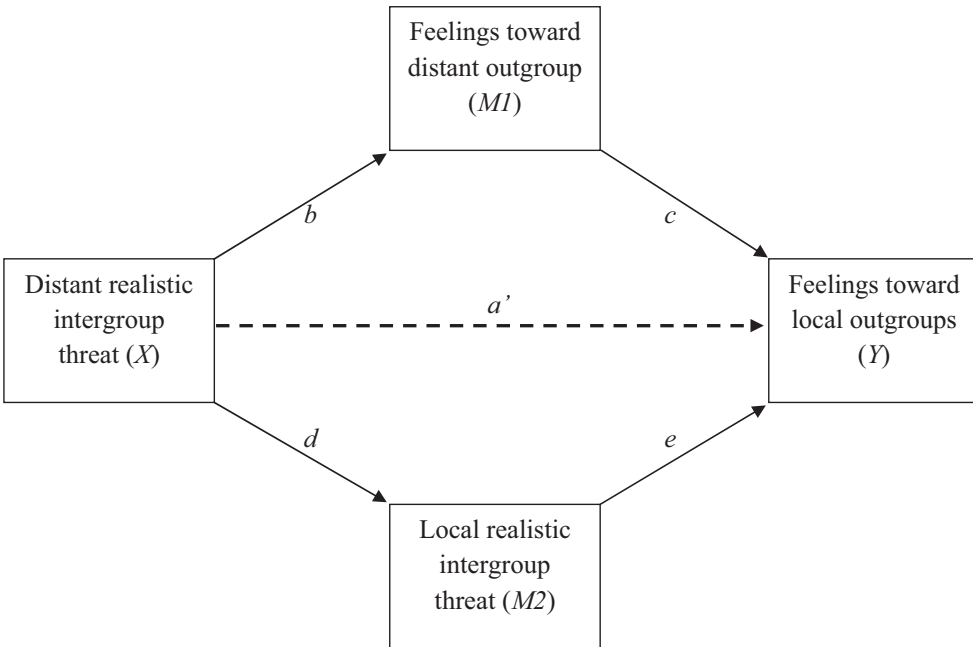 Feelings toward
distant outgroup
(M1)
b
c
Distant realistic
intergroup
threat (X)
a’
Feelings toward
local outgroups
(Y)
d
e
Local realistic
intergroup
threat (M2)